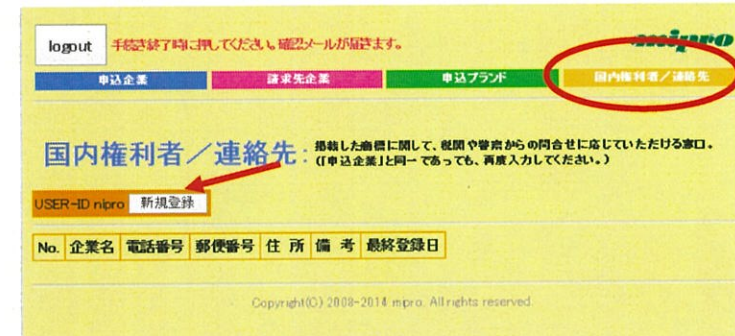 logout 手続き終了時に押してください。確認メールが届きます。
mipro
申込企業 請求先企業 申込ブランド 国内権利者／連絡先
国内権利者／連絡先：掲載した商標に関して、税関や警察からの問合せに応じていただける窓口。
(「申込企業」と同一であっても、再度入力してください。)
USER-ID nipro 新規登録
No. 企業名 電話番号 郵便番号 住 所 備 考 最終登録日
Copyright(C) 2008-2014 mipro. All rights reserved.